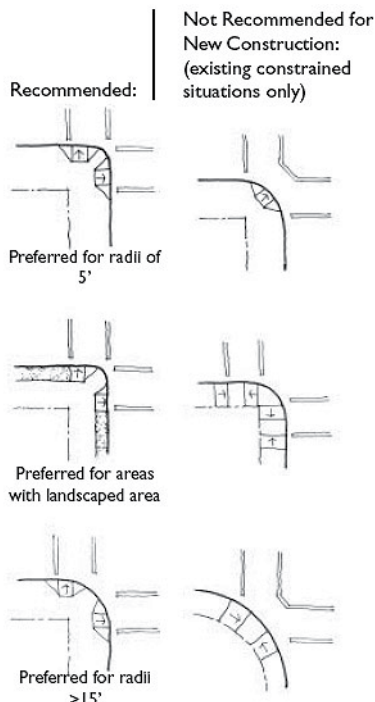 Recommended:
Not Recommended for
New Construction:
(existing constrained
situations only)
Preferred for radii of
5’
Preferred for areas
with landscaped area
Preferred for radii
>15’